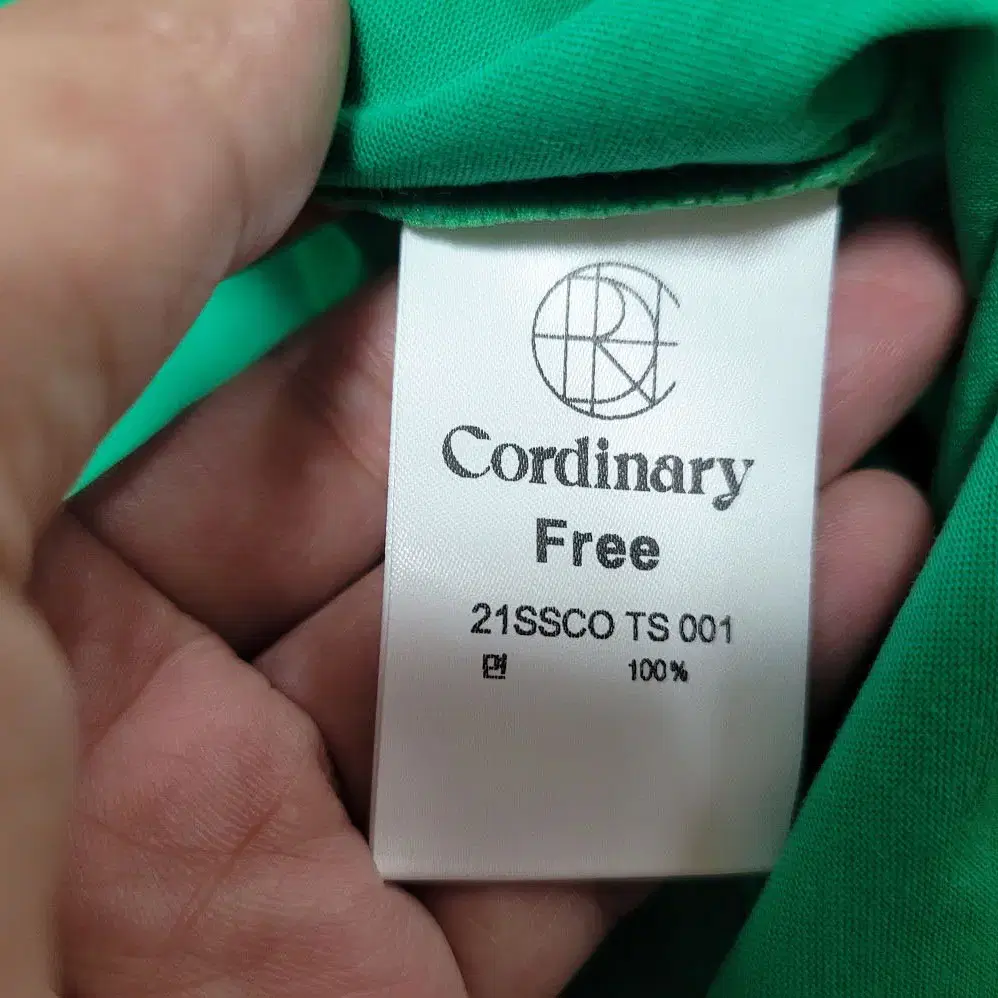 Cordinary
Free
21SSCO TS 001
면 100%